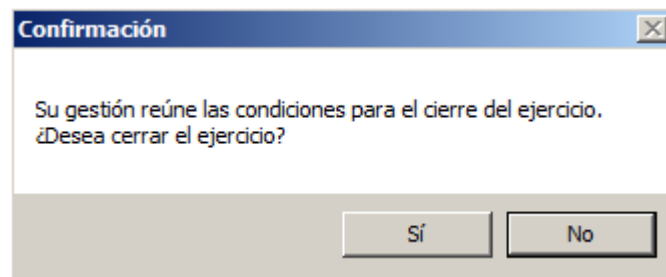 Confirmación
Su gestión reúne las condiciones para el cierre del ejercicio.
¿Desea cerrar el ejercicio?
Sí
No